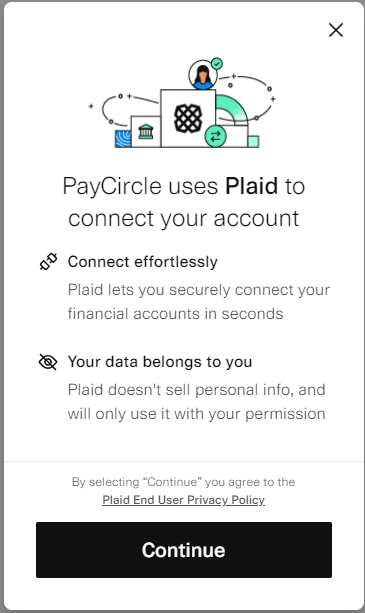 PayCircle uses Plaid to
connect your account
Connect effortlessly
Plaid lets you securely connect your
financial accounts in seconds
Your data belongs to you
Plaid doesn't sell personal info, and
will only use it with your permission
By selecting “Continue” you agree to the
Plaid End User Privacy Policy
Continue